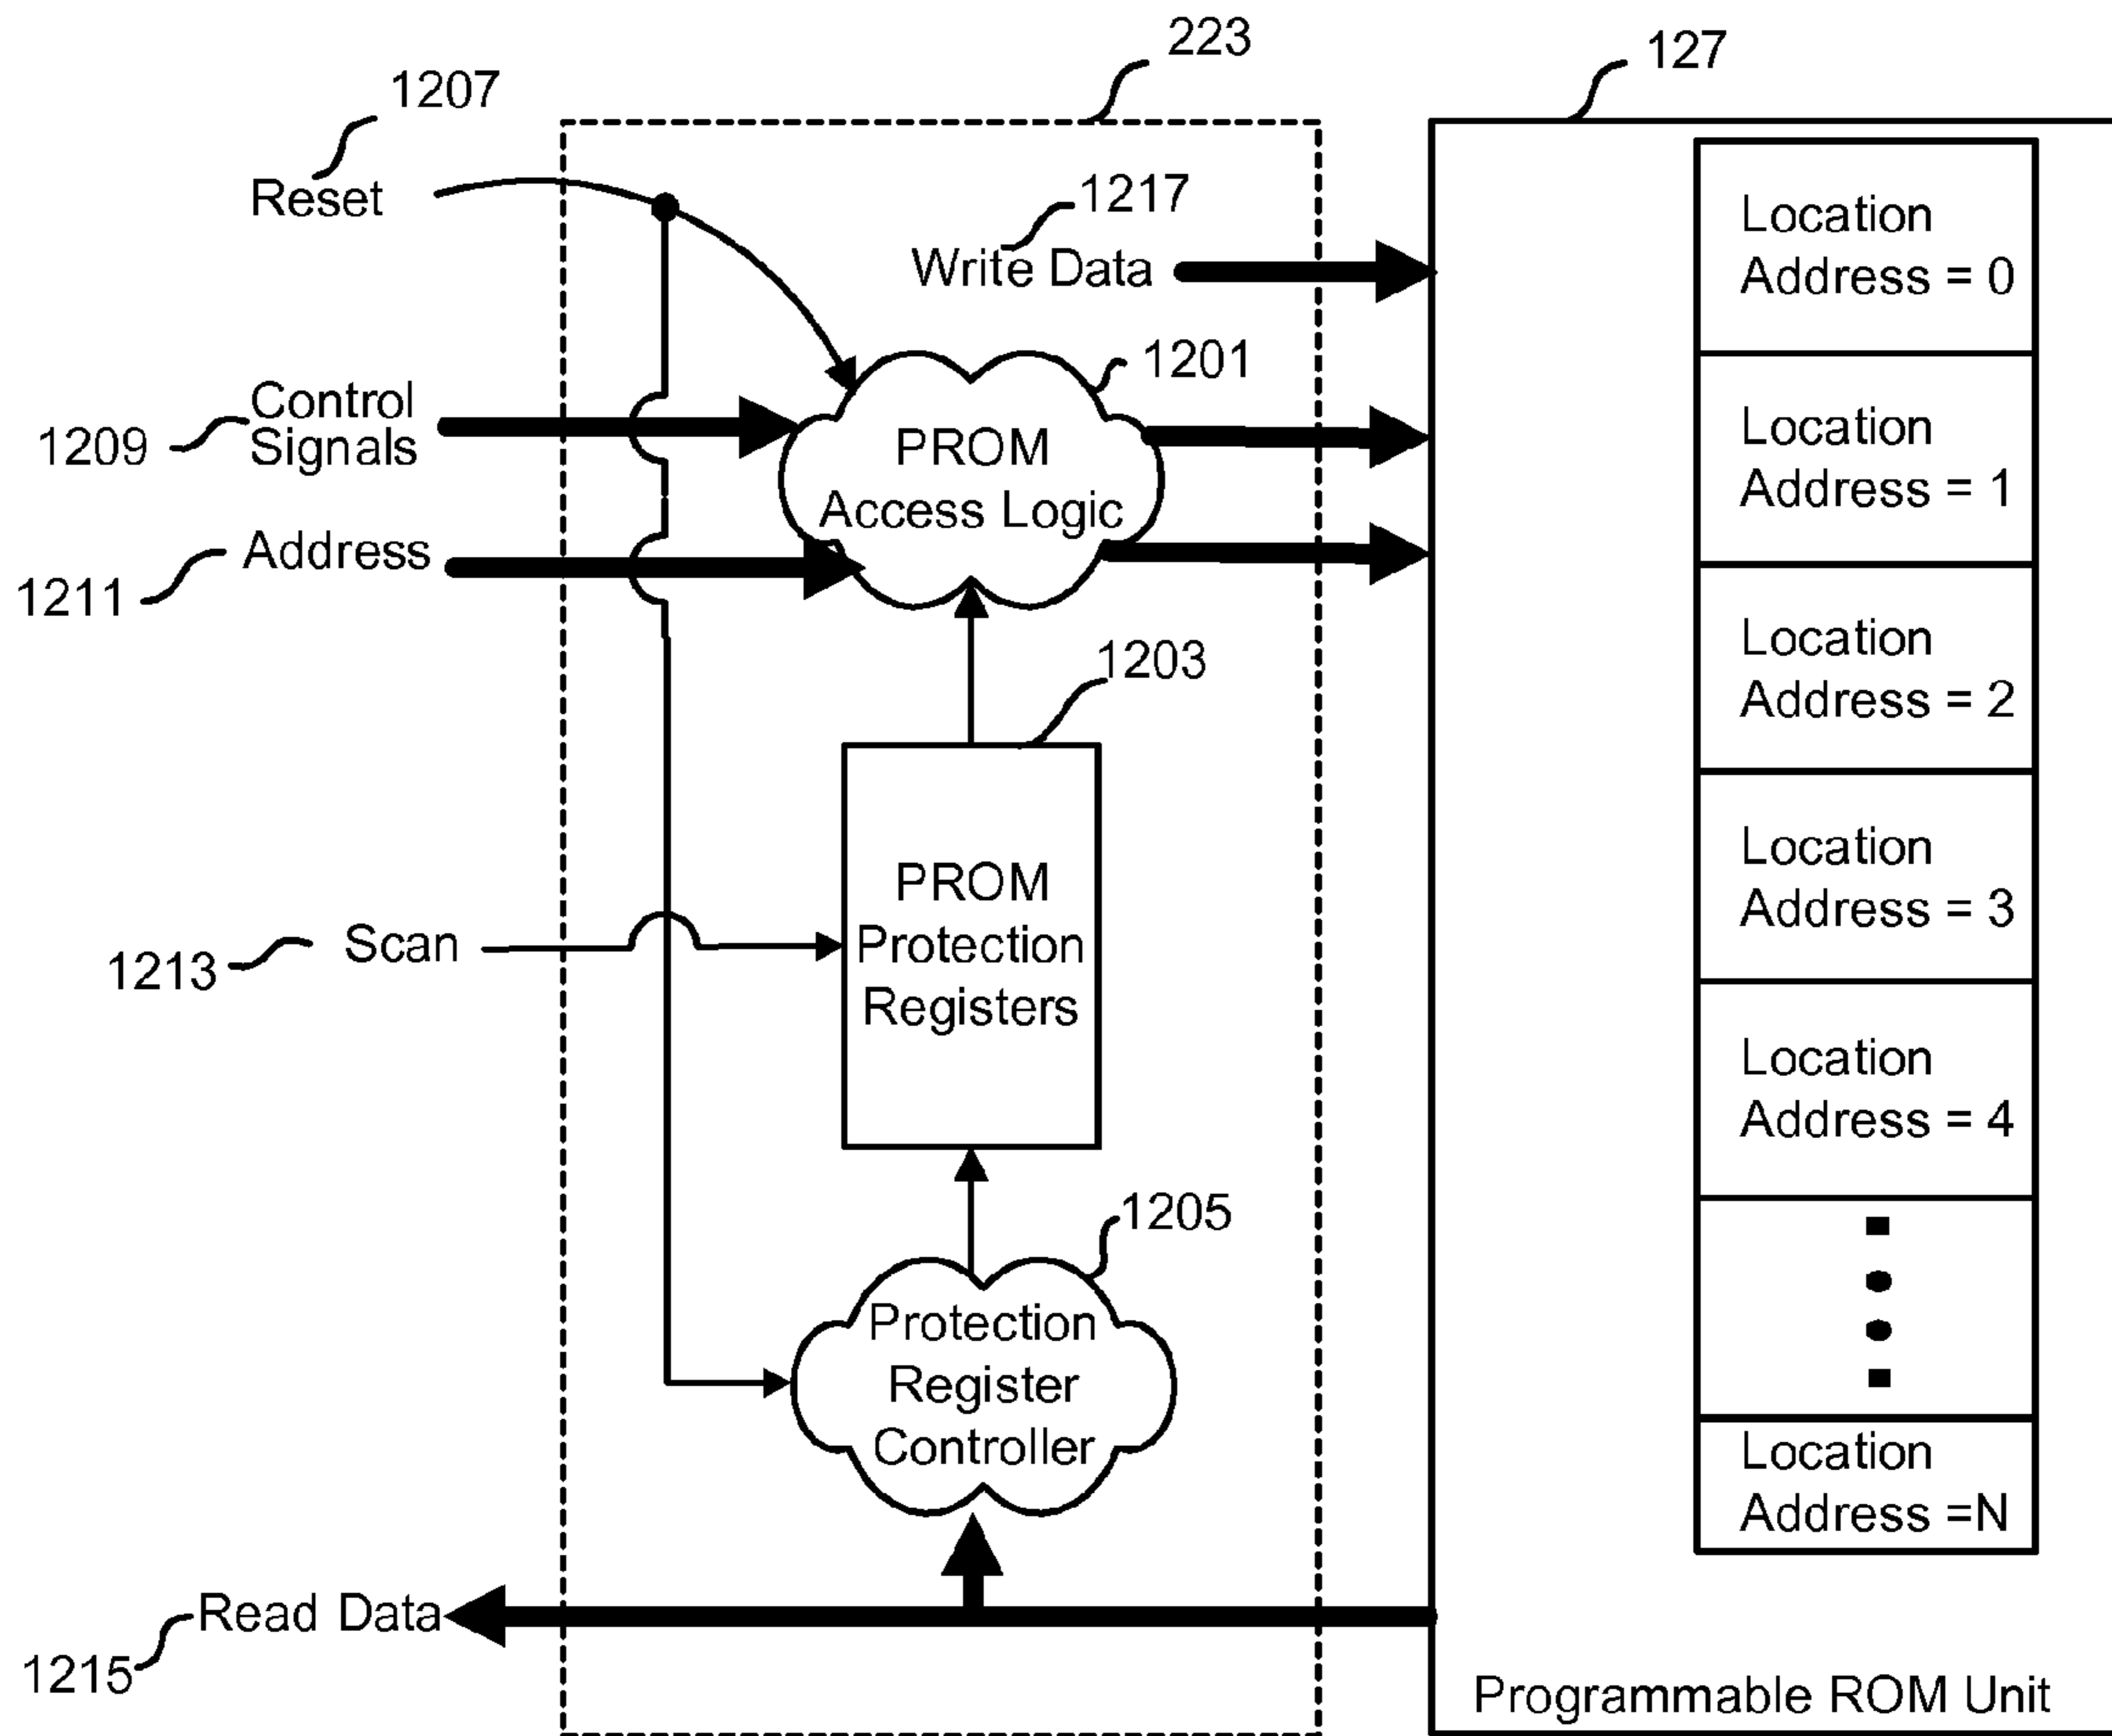 223
127
1207
Reset
1217
Write Data
1201
Control
Signals
1209
PROM
Access Logic
Address
1211
1203
PROM
Protection
Registers
Scan
1213
1205
Protection
Register
Controller
Read Data
1215
Location
Address = 0
Location
Address = 1
Location
Address = 2
Location
Address = 3
Location
Address = 4
Location
Address =N
Programmable ROM Unit